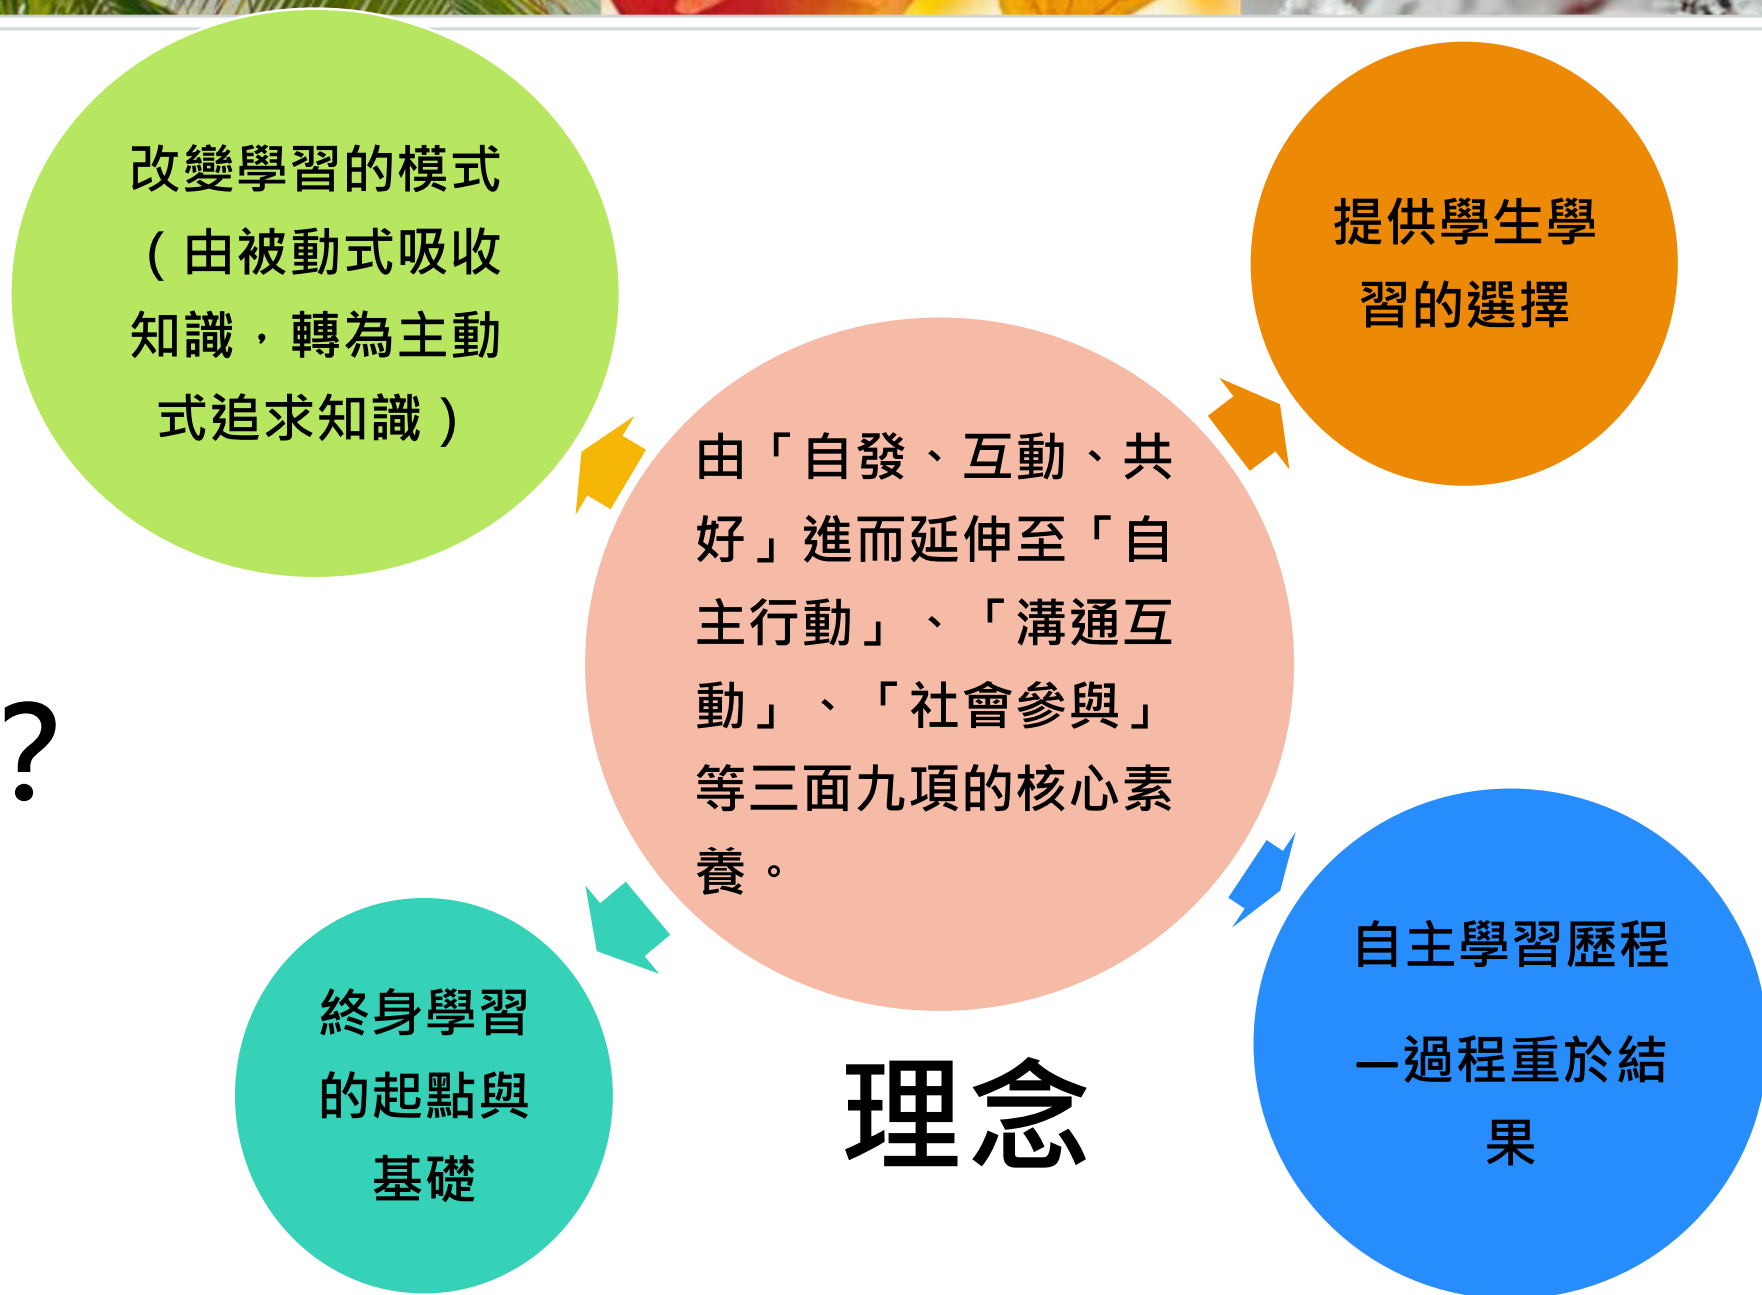 改變學習的模式
（由被動式吸收
知識，轉為主動
式追求知識）
提供學生學
習的選擇
由「自發、互動、共
好」進而延伸至「自
主行動」、「溝通互
動」、「社會參與」
等三面九項的核心素
養。
?
終身學習
的起點與
基礎
理念
自主學習歷程
—過程重於結
果